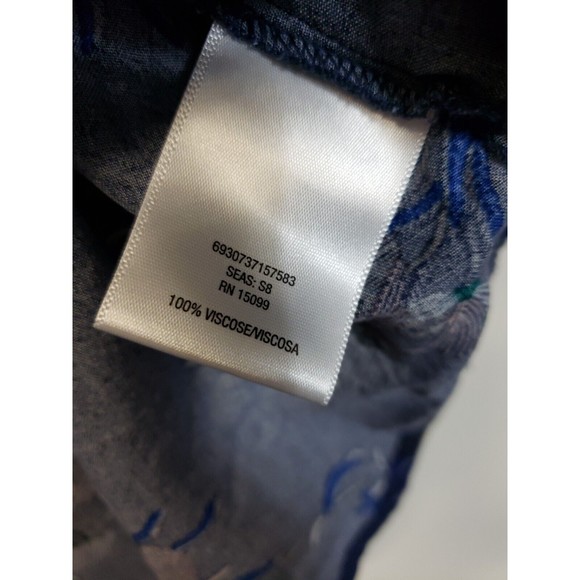 6930737157583
SEAS: S8
RN 15099
100% VISCOSE/VISCOSA